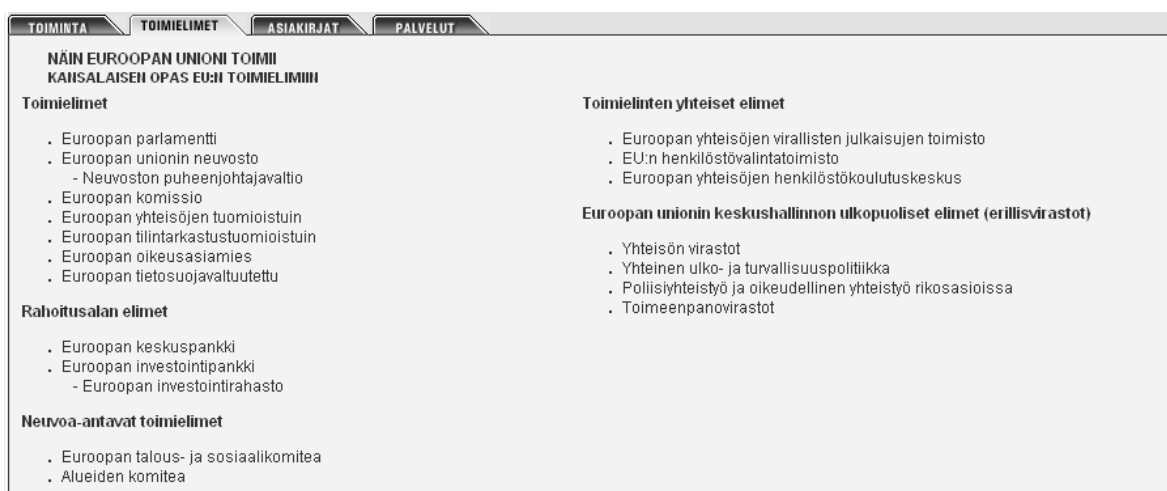 TOIMINTA TOIMIELIMET ASIAKIRJAT PALVELUT
NÄIN EUROOPAN UNIONI TOIMII
KANSALAISEN OPAS EU:N TOIMIELIMIIN
Toimielimet
. Euroopan parlamentti
. Euroopan unionin neuvosto
- Neuvoston puheenjohtajavaltio
. Euroopan komissio
. Euroopan yhteisöjen tuomioistuin
. Euroopan tilintarkastustuomioistuin
. Euroopan oikeusasiamies
. Euroopan tietosuojavaltuutettu
Rahoitusalan elimet
. Euroopan keskuspankki
. Euroopan investointipankki
- Euroopan investointirahasto
Neuvoa-antavat toimielimet
. Euroopan talous- ja sosiaalikomitea
. Alueiden komitea
Toimielinten yhteiset elimet
. Euroopan yhteisöjen virallisten julkaisujen toimisto
. EU:n henkilöstövalintatoimisto
. Euroopan yhteisöjen henkilöstökoulutuskeskus
Euroopan unionin keskushallinnon ulkopuoliset elimet (erillisvirastot)
. Yhteisön virastot
. Yhteinen ulko- ja turvallisuuspolitiikka
. Poliisiyhteistyö ja oikeudellinen yhteistyö rikosasioissa
. Toimeenpanovirastot